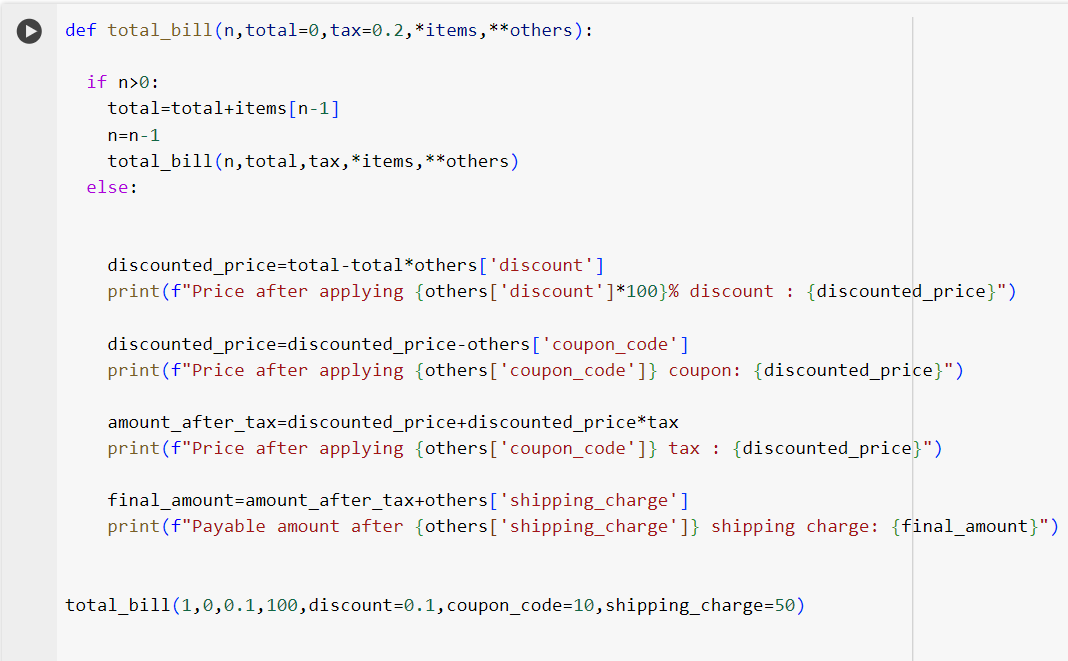 def total_bill(n,total=0,tax=0.2,*items,**others):
if n>0:
total=total+items[n-1]
n=n-1
total_bill(n,total,tax,*items,**others)
else:
discounted_price=total-total*others['discount']
print(f"Price after applying {others['discount']*100}% discount : {discounted_price}")
discounted_price=discounted_price-others['coupon_code']
print(f"Price after applying {others['coupon_code']} coupon: {discounted_price}")
amount_after_tax=discounted_price+discounted_price*tax
print(f"Price after applying {others['coupon_code']} tax : {discounted_price}")
final_amount=amount_after_tax+others['shipping_charge']
print(f"Payable amount after {others['shipping_charge']} shipping charge: {final_amount}")
total_bill(1,0,0.1,100,discount=0.1,coupon_code=10,shipping_charge=50)